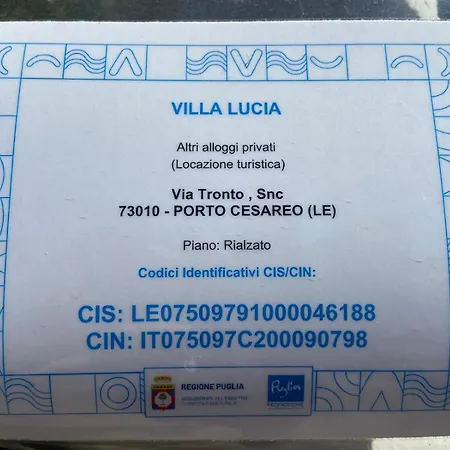 VILLA LUCIA
Altri alloggi privati
(Locazione turistica)
Via Tronto , Snc
73010 - PORTO CESAREO (LE)
Piano: Rialzato
Codici Identificativi CIS/CIN:
CIS: LE07509791000046188
CIN: IT075097C200090798
REGIONE PUGLIA
Puglia